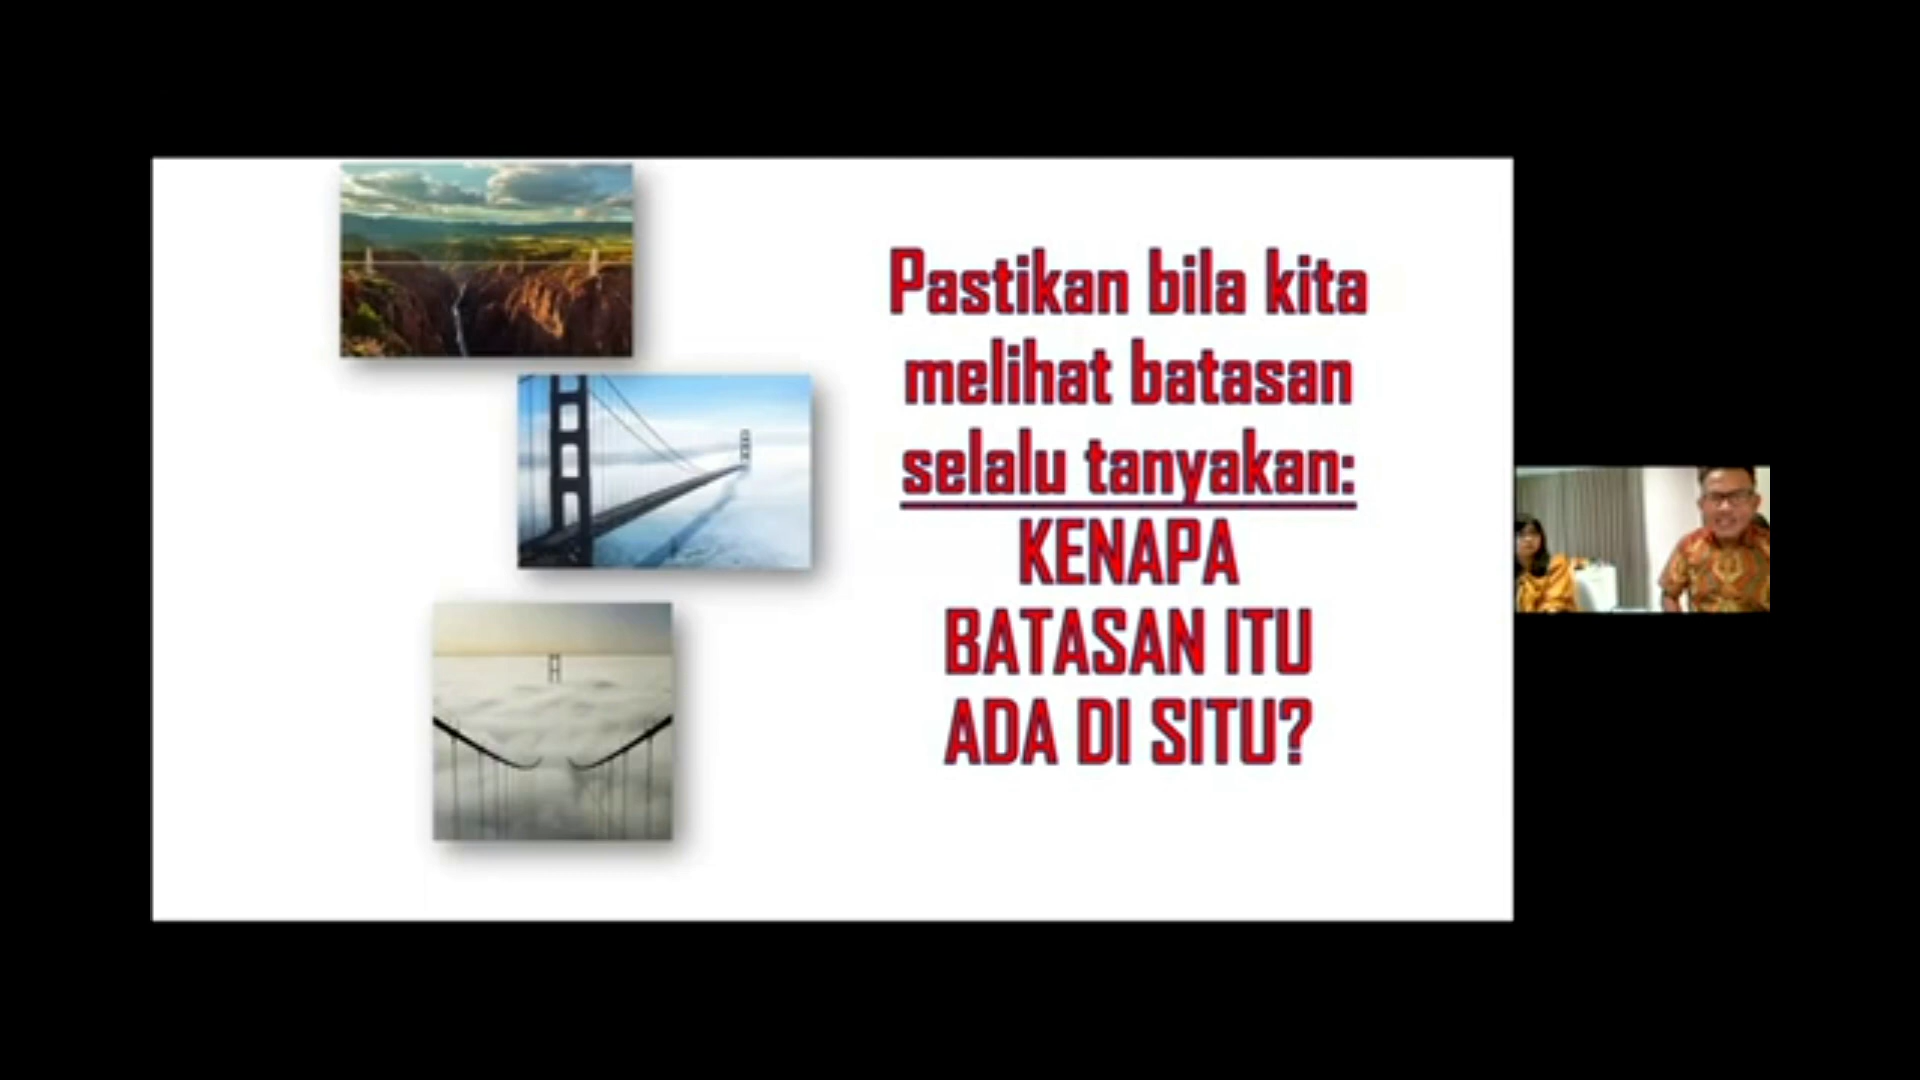 Pastikan bila kita
melihat batasan
selalu tanyakan:
KENAPA
BATASAN ITU
ADA DI SITU?